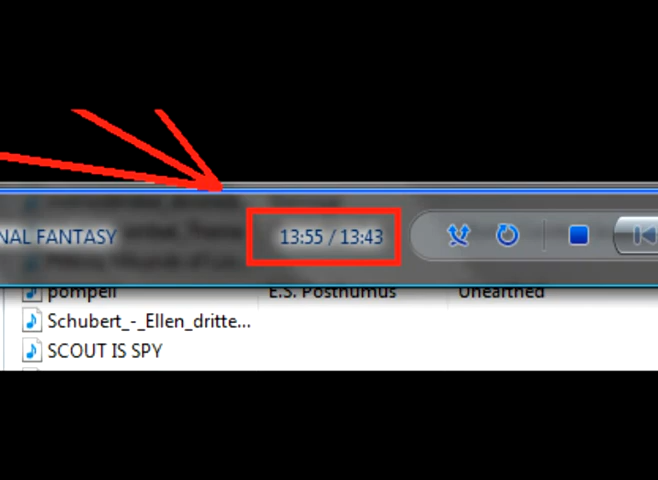 NAL FANTASY 13:55 / 13:43
pompeii E.S. Posthumus Unearthed
Schubert_-_Ellen_dritte...
SCOUT IS SPY